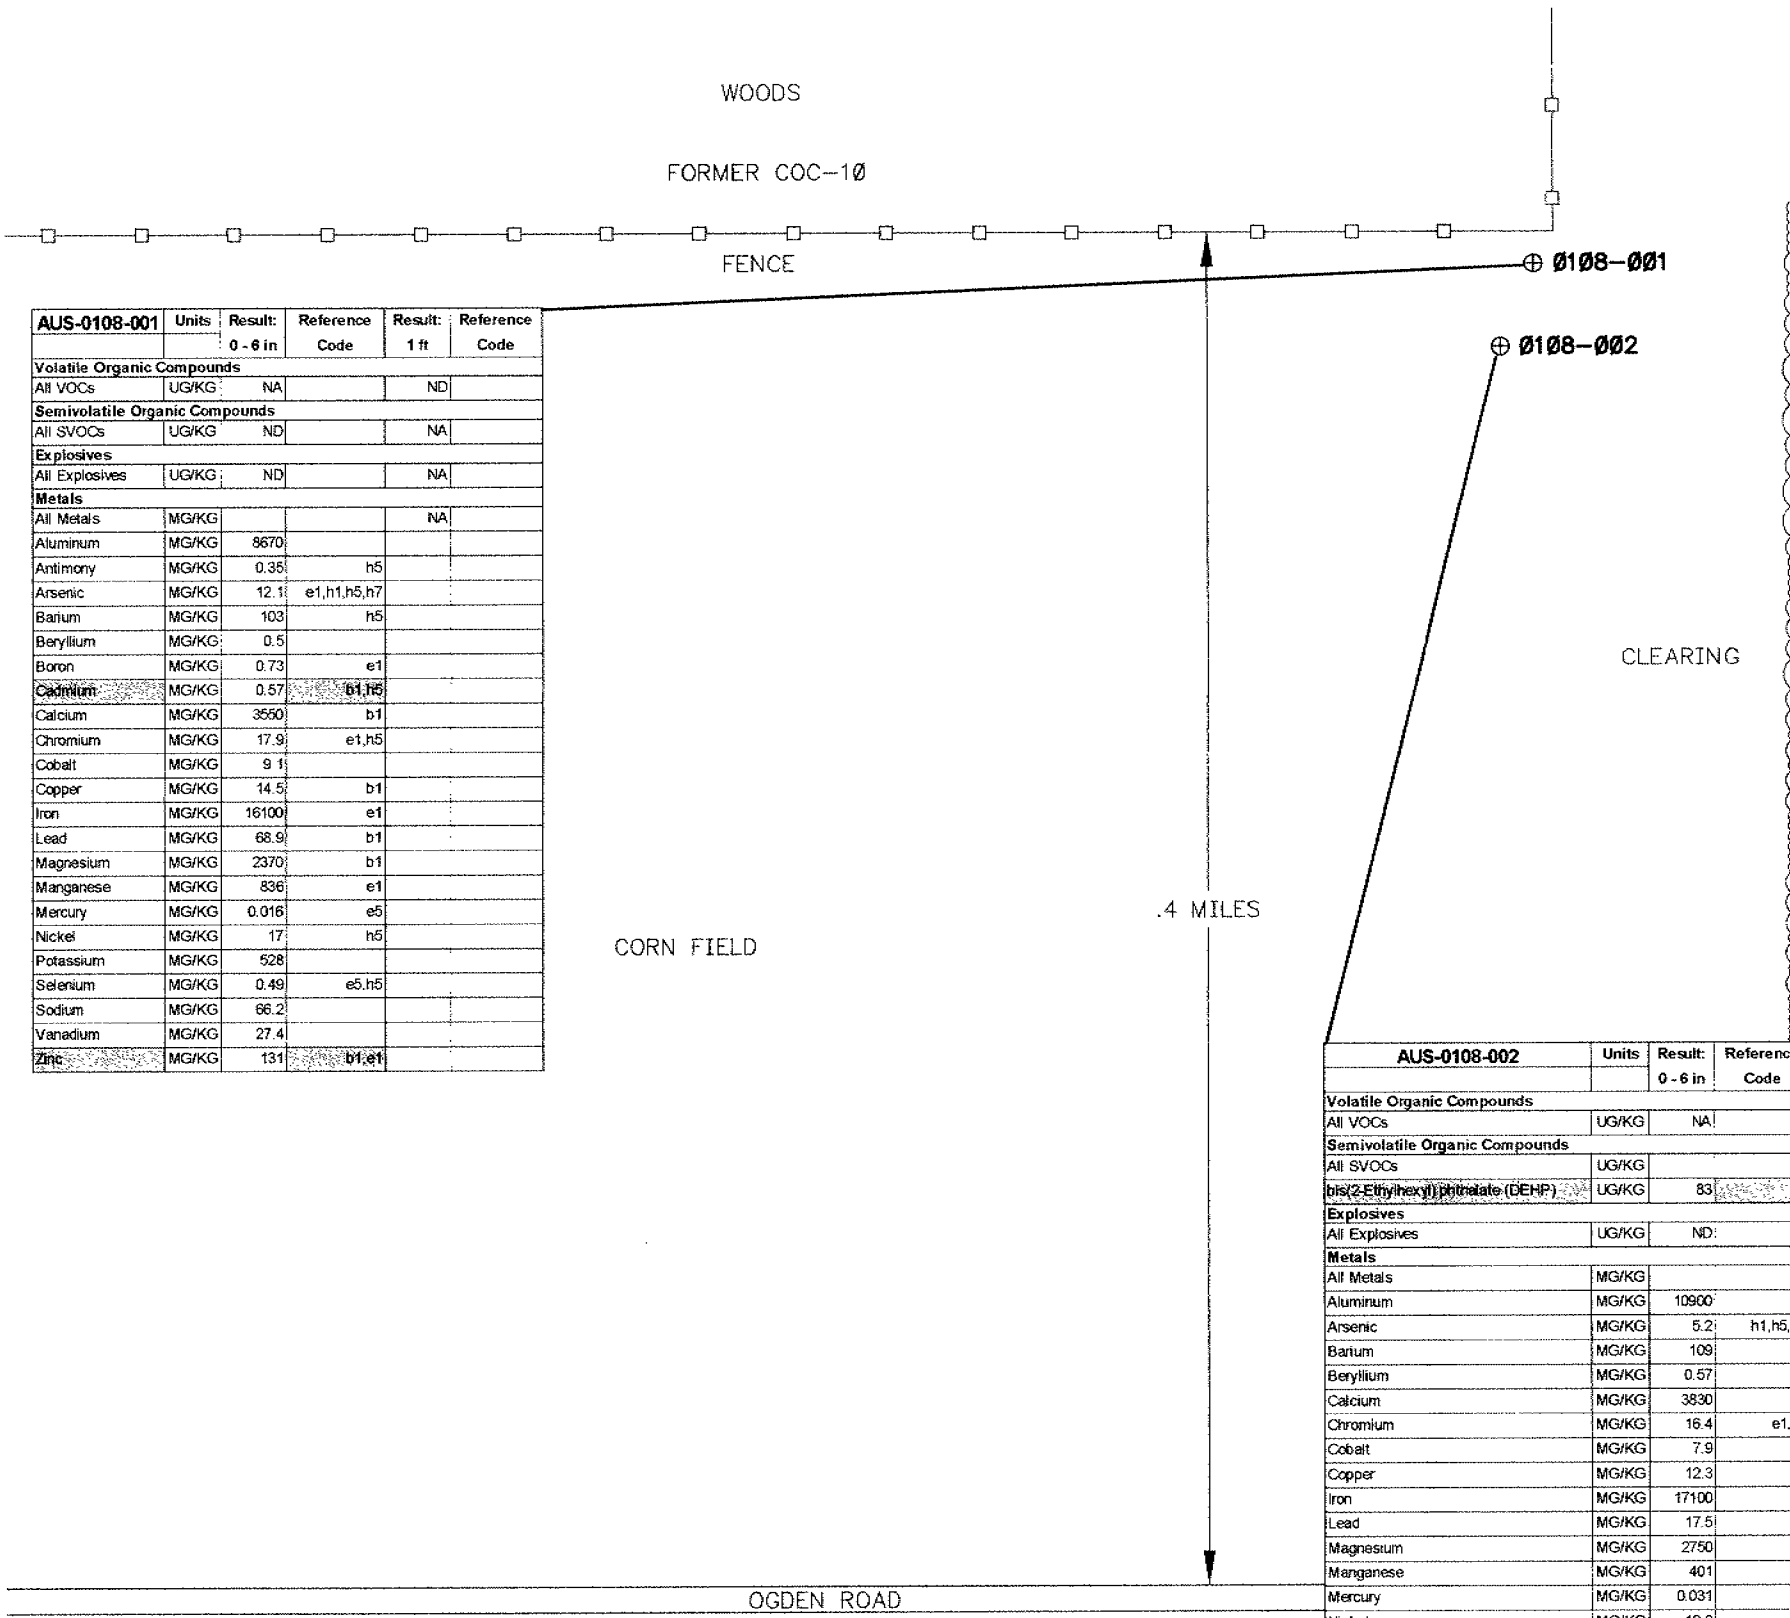 WOODS
FORMER COC-10
FENCE
0108-001
0108-002
AUS-0108-001 Units Result: Reference Result: Reference
0 - 6 in Code 1 ft Code
Volatile Organic Compounds
All VOCs UG/KG NA ND
Semivolatile Organic Compounds
All SVOCs UG/KG ND NA
Explosives
All Explosives UG/KG ND NA
Metals
All Metals MG/KG NA
Aluminum MG/KG 8670
Antimony MG/KG 0.35 h5
Arsenic MG/KG 12.1 e1,h1,h5,h7
Barium MG/KG 103 h5
Beryllium MG/KG 0.5
Boron MG/KG 0.73 e1
Cadmium MG/KG 0.57 b1,h5
Calcium MG/KG 3550 b1
Chromium MG/KG 17.9 e1,h5
Cobalt MG/KG 9.1
Copper MG/KG 14.5 b1
Iron MG/KG 16100 e1
Lead MG/KG 68.9 b1
Magnesium MG/KG 2370 b1
Manganese MG/KG 836 e1
Mercury MG/KG 0.016 e5
Nickel MG/KG 17 h5
Potassium MG/KG 528
Selenium MG/KG 0.49 e5,h5
Sodium MG/KG 66.2
Vanadium MG/KG 27.4
Zinc MG/KG 131 b1,e1
CLEARING
.4 MILES
CORN FIELD
AUS-0108-002 Units Result: Referenc
0 - 6 in Code
Volatile Organic Compounds
All VOCs UG/KG NA
Semivolatile Organic Compounds
All SVOCs UG/KG
bis(2-Ethylhexyl) phthalate (DEHP) UG/KG 83
Explosives
All Explosives UG/KG ND
Metals
All Metals MG/KG
Aluminum MG/KG 10900
Arsenic MG/KG 5.2 h1,h5,
Barium MG/KG 109
Beryllium MG/KG 0.57
Calcium MG/KG 3830
Chromium MG/KG 16.4 e1,
Cobalt MG/KG 7.9
Copper MG/KG 12.3
Iron MG/KG 17100
Lead MG/KG 17.5
Magnesium MG/KG 2750
Manganese MG/KG 401
Mercury MG/KG 0.031
OGDEN ROAD